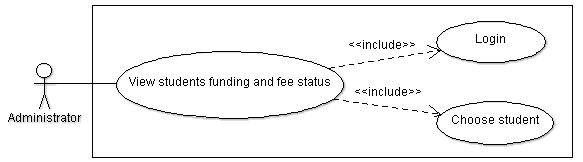 Login
<<include>>
View students funding and fee status
<<include>>
Administrator
Choose student